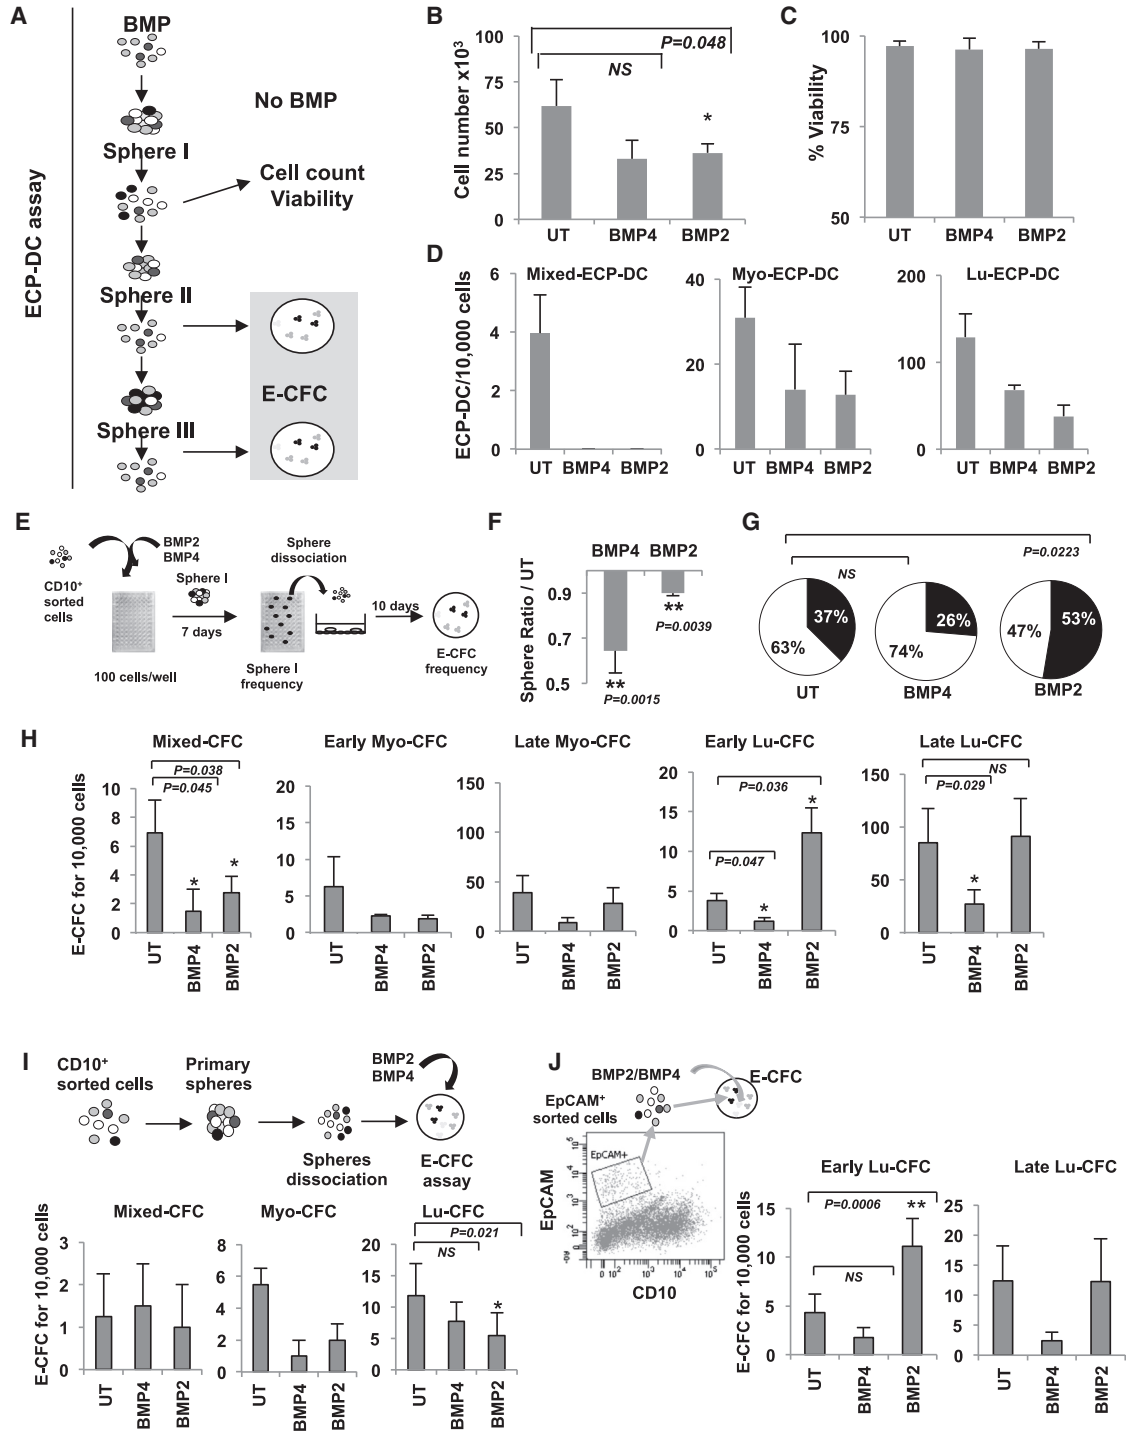 A
ECP-DC assay
BMP
No BMP
Sphere I
Cell count
Viability
Sphere II
E-CFC
Sphere III
B
Cell number x10³
100
75
50
25
0
P=0.048
NS
*
UT
BMP4
BMP2
C
% Viability
100
75
50
UT
BMP4
BMP2
D
ECP-DC/10,000 cells
Mixed-ECP-DC
6
4
2
0
UT
BMP4
BMP2
Myo-ECP-DC
40
20
0
UT
BMP4
BMP2
Lu-ECP-DC
200
100
0
UT
BMP4
BMP2
E
BMP2
BMP4
CD10⁺
sorted
cells
100 cells/well
Sphere I
7 days
Sphere
dissociation
Sphere I
frequency
10 days
E-CFC
frequency
F
Sphere Ratio / UT
BMP4
BMP2
0.9
0.7
0.5
**
P=0.0039
**
P=0.0015
G
P=0.0223
NS
37%
63%
UT
26%
74%
BMP4
53%
47%
BMP2
H
E-CFC for 10,000 cells
Mixed-CFC
P=0.038
P=0.045
10
8
6
4
2
0
*
*
UT
BMP4
BMP2
Early Myo-CFC
20
15
10
5
0
UT
BMP4
BMP2
Late Myo-CFC
150
100
50
0
UT
BMP4
BMP2
Early Lu-CFC
20
15
10
5
0
P=0.036
*
P=0.047
*
UT
BMP4
BMP2
Late Lu-CFC
150
100
50
0
NS
P=0.029
*
UT
BMP4
BMP2
I
CD10⁺
sorted cells
Primary
spheres
BMP2
BMP4
Spheres
dissociation
E-CFC
assay
E-CFC for 10,000 cells
Mixed-CFC
3
2
1
0
UT
BMP4
BMP2
Myo-CFC
8
6
4
2
0
UT
BMP4
BMP2
Lu-CFC
P=0.021
NS
20
15
10
5
0
*
UT
BMP4
BMP2
J
BMP2/BMP4
E-CFC
EpCAM⁺
sorted cells
EpCAM+
EpCAM
10⁵
10⁴
10³
10²
0
0 10² 10³ 10⁴ 10⁵
CD10
E-CFC for 10,000 cells
Early Lu-CFC
P=0.0006
**
NS
15
10
5
0
UT
BMP4
BMP2
Late Lu-CFC
25
20
15
10
5
0
UT
BMP4
BMP2